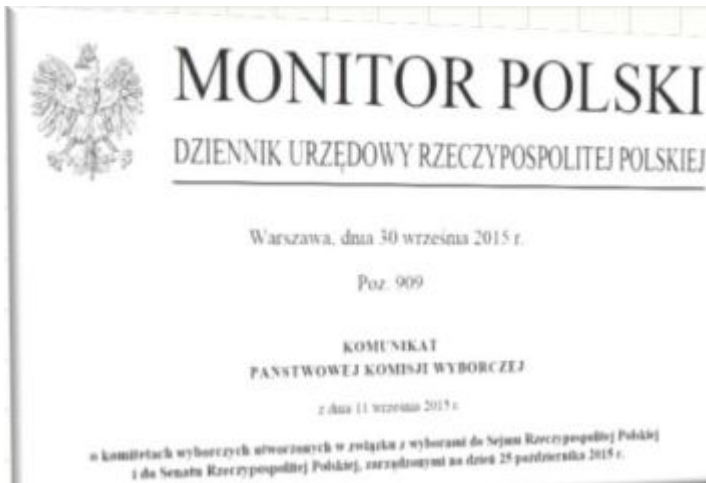 MONITOR POLSKI
DZIENNIK URZĘDOWY RZECZYPOSPOLITEJ POLSKIEJ
Warszawa, dnia 30 września 2015 r.
Poz. 909
KOMUNIKAT
PAŃSTWOWEJ KOMISJI WYBORCZEJ
z dnia 11 września 2015 r.
o komitetach wyborczych utworzonych w związku z wyborami do Sejmu Rzeczypospolitej Polskiej
i do Senatu Rzeczypospolitej Polskiej, zarządzonymi na dzień 25 października 2015 r.